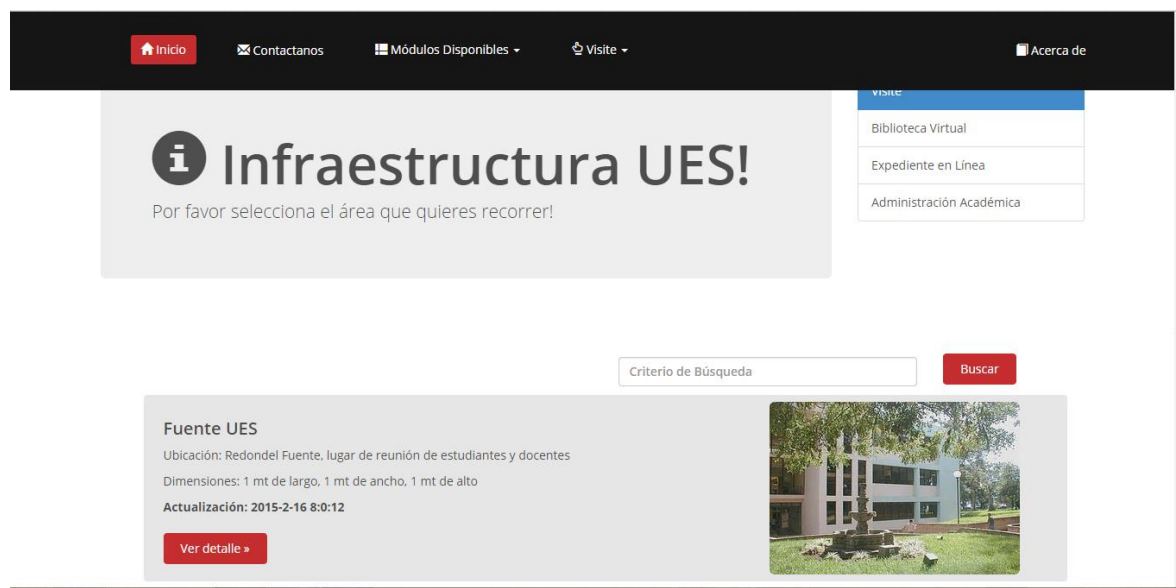 Inicio
Contactanos
Módulos Disponibles
Visite
Acerca de
Infraestructura UES!
Por favor selecciona el área que quieres recorrer!
Visite
Biblioteca Virtual
Expediente en Línea
Administración Académica
Criterio de Búsqueda
Buscar
Fuente UES
Ubicación: Redondel Fuente, lugar de reunión de estudiantes y docentes
Dimensiones: 1 mt de largo, 1 mt de ancho, 1 mt de alto
Actualización: 2015-2-16 8:0:12
Ver detalle »